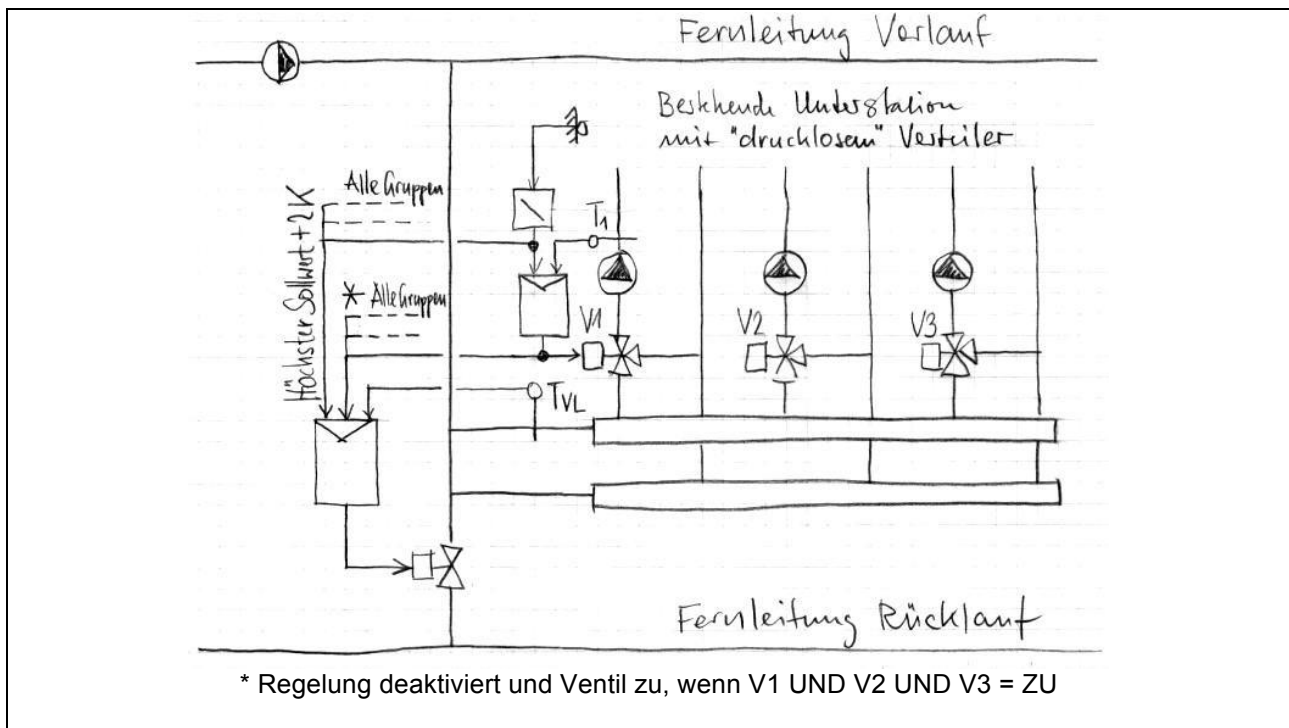 Fernleitung Vorlauf
Bestehende Unterstation
mit "drucklosem" Verteiler
Alle Gruppen
T1
Höchster Sollwert + 2K
* Alle Gruppen
V1
V2
V3
TVL
Fernleitung Rücklauf
* Regelung deaktiviert und Ventil zu, wenn V1 UND V2 UND V3 = ZU